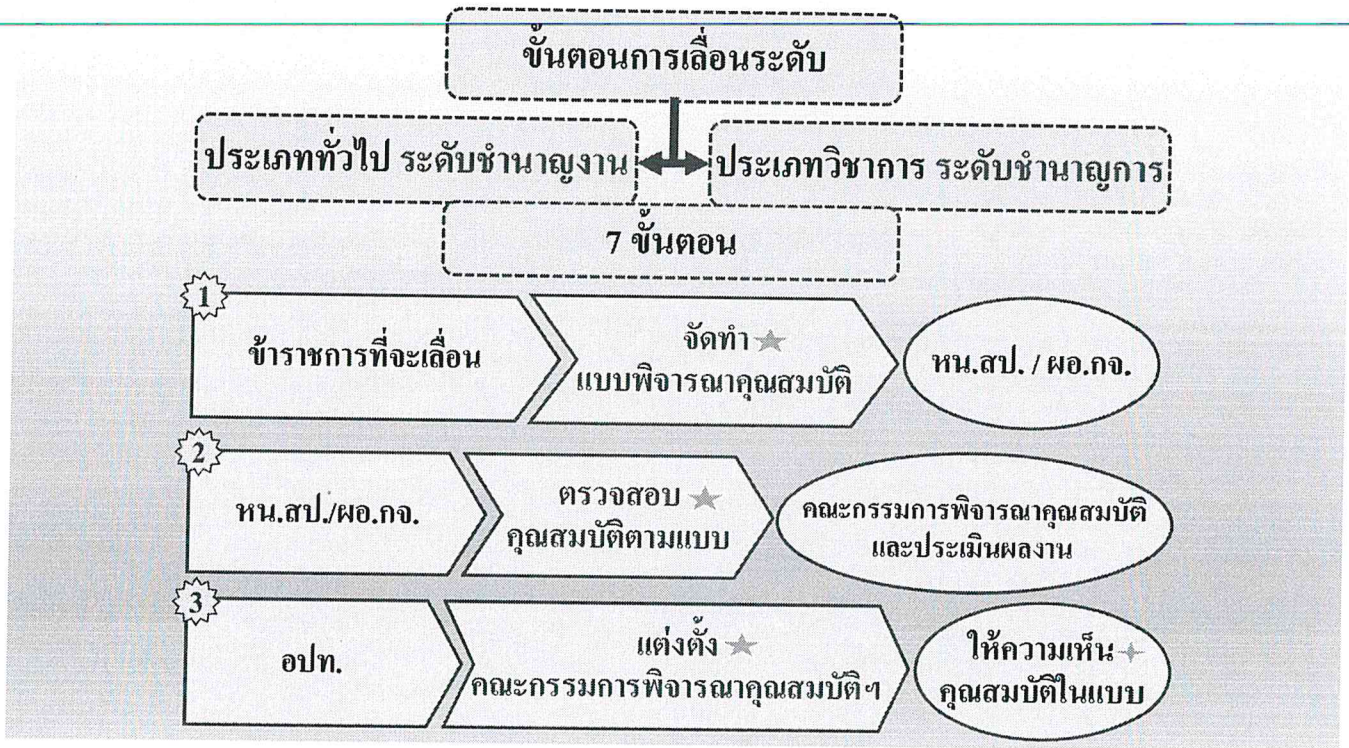 ขั้นตอนการเลื่อนระดับ
ประเภททั่วไป ระดับชำนาญงาน
ประเภทวิชาการ ระดับชำนาญการ
7 ขั้นตอน
1
ข้าราชการที่จะเลื่อน
จัดทำ
แบบพิจารณาคุณสมบัติ
หน.สป. / ผอ.กจ.
2
หน.สป./ผอ.กจ.
ตรวจสอบ
คุณสมบัติตามแบบ
คณะกรรมการพิจารณาคุณสมบัติ
และประเมินผลงาน
3
อปท.
แต่งตั้ง
คณะกรรมการพิจารณาคุณสมบัติฯ
ให้ความเห็น
คุณสมบัติในแบบ